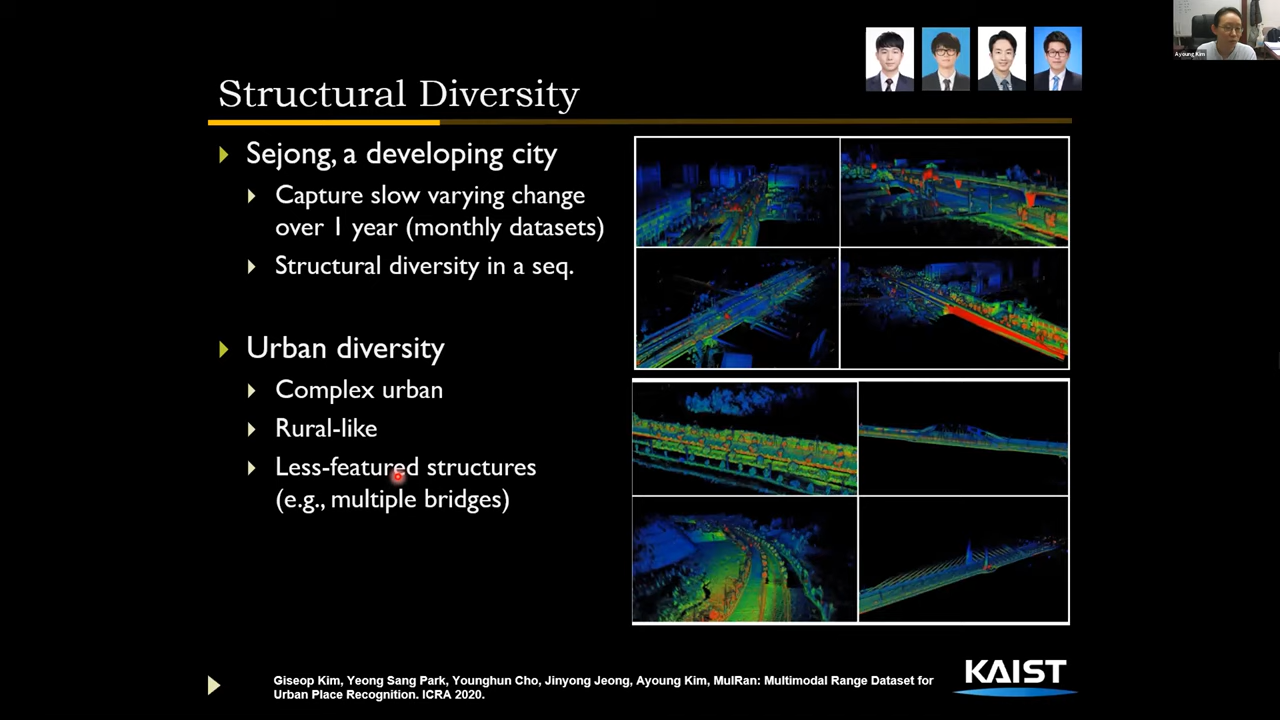 Ayoung Kim
Structural Diversity
Sejong, a developing city
Capture slow varying change
over 1 year (monthly datasets)
Structural diversity in a seq.
Urban diversity
Complex urban
Rural-like
Less-featured structures
(e.g., multiple bridges)
Giseop Kim, Yeong Sang Park, Younghun Cho, Jinyong Jeong, Ayoung Kim, MulRan: Multimodal Range Dataset for
Urban Place Recognition. ICRA 2020.
KAIST